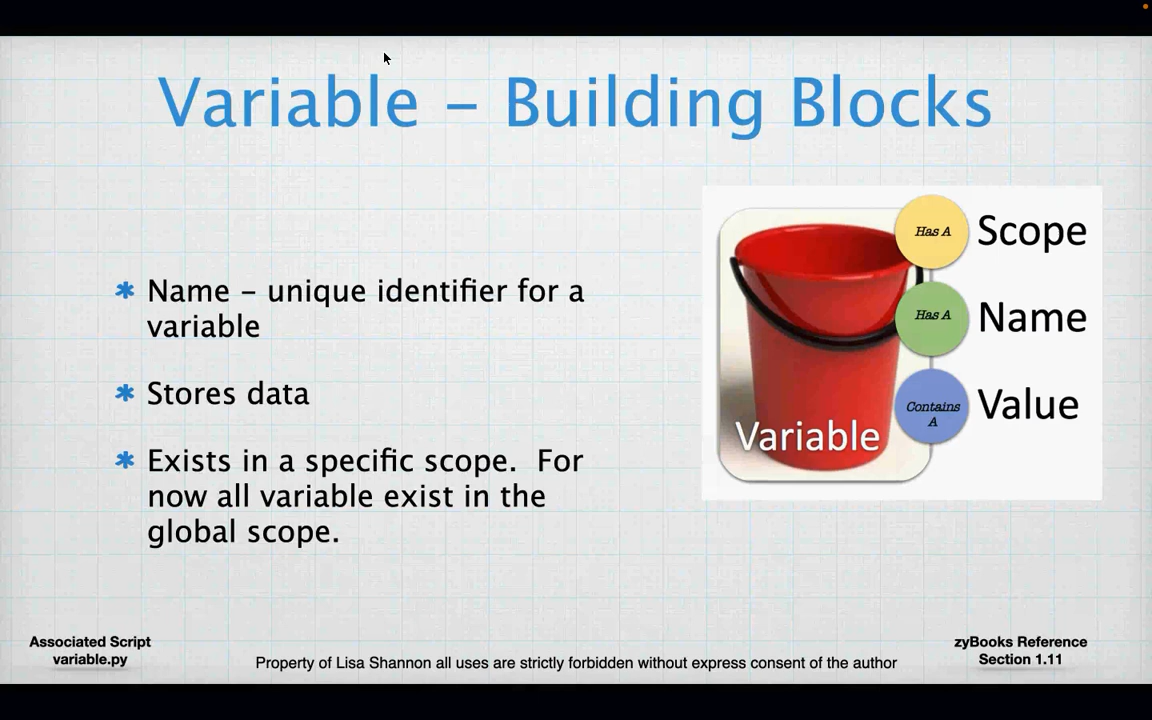 Variable – Building Blocks
Name – unique identifier for a
variable
Stores data
Exists in a specific scope.  For
now all variable exist in the
global scope.
Has A
Scope
Has A
Name
Contains
A
Value
Variable
Associated Script
variable.py
Property of Lisa Shannon all uses are strictly forbidden without express consent of the author
zyBooks Reference
Section 1.11